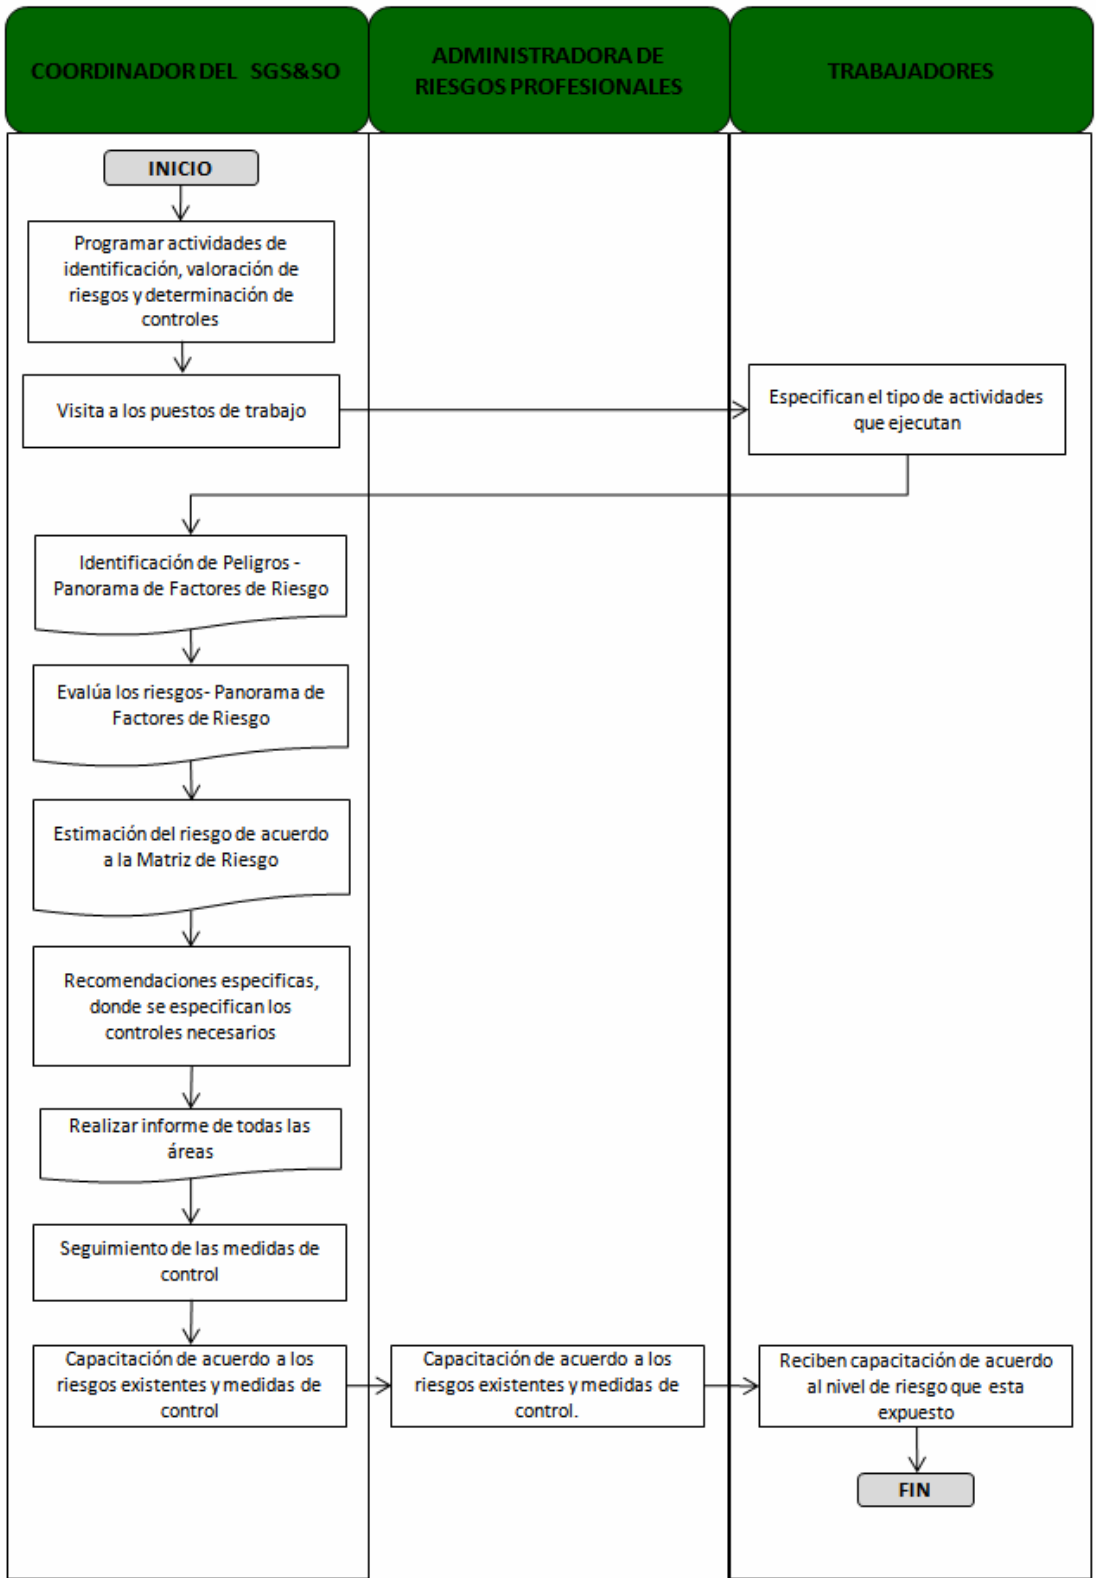 COORDINADOR DEL SGS&SO
ADMINISTRADORA DE
RIESGOS PROFESIONALES
TRABAJADORES
INICIO
Programar actividades de
identificación, valoración de
riesgos y determinación de
controles
Visita a los puestos de trabajo
Especifican el tipo de actividades
que ejecutan
Identificación de Peligros -
Panorama de Factores de Riesgo
Evalúa los riesgos- Panorama de
Factores de Riesgo
Estimación del riesgo de acuerdo
a la Matriz de Riesgo
Recomendaciones especificas,
donde se especifican los
controles necesarios
Realizar informe de todas las
áreas
Seguimiento de las medidas de
control
Capacitación de acuerdo a los
riesgos existentes y medidas de
control
Capacitación de acuerdo a los
riesgos existentes y medidas de
control.
Reciben capacitación de acuerdo
al nivel de riesgo que esta
expuesto
FIN